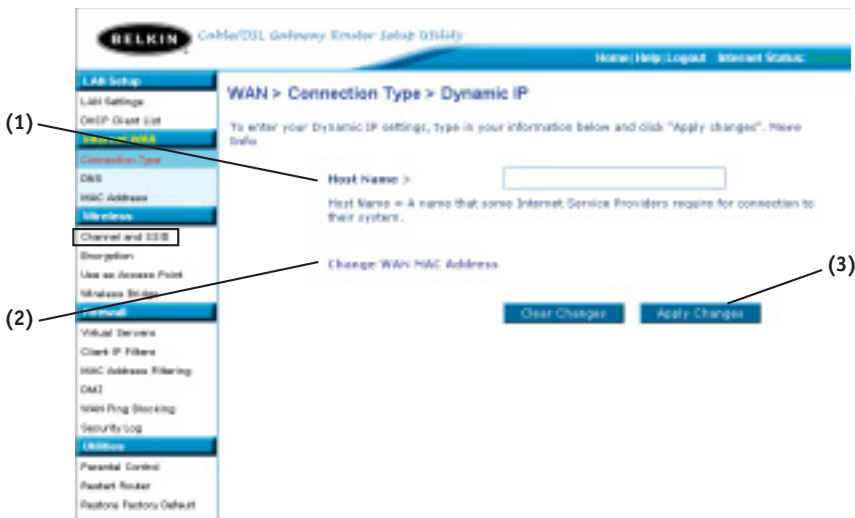 BELKIN Cable/DSL Gateway Router Setup Utility
Home | Help | Logout Internet Status:
LAN Setup
LAN Settings
DHCP Client List
Internet WAN
Connection Type
DNS
MAC Address
Wireless
Channel and SSID
Encryption
Use as Access Point
Wireless Bridge
Firewall
Virtual Servers
Client IP Filters
MAC Address Filtering
DMZ
WAN Ping Blocking
Security Log
Utilities
Parental Control
Restart Router
Restore Factory Default
WAN > Connection Type > Dynamic IP
To enter your Dynamic IP settings, type in your information below and click "Apply changes". More
Info
(1)
Host Name >
Host Name = A name that some Internet Service Providers require for connection to
their system.
(2)
Change WAN MAC Address
(3)
Clear Changes Apply Changes